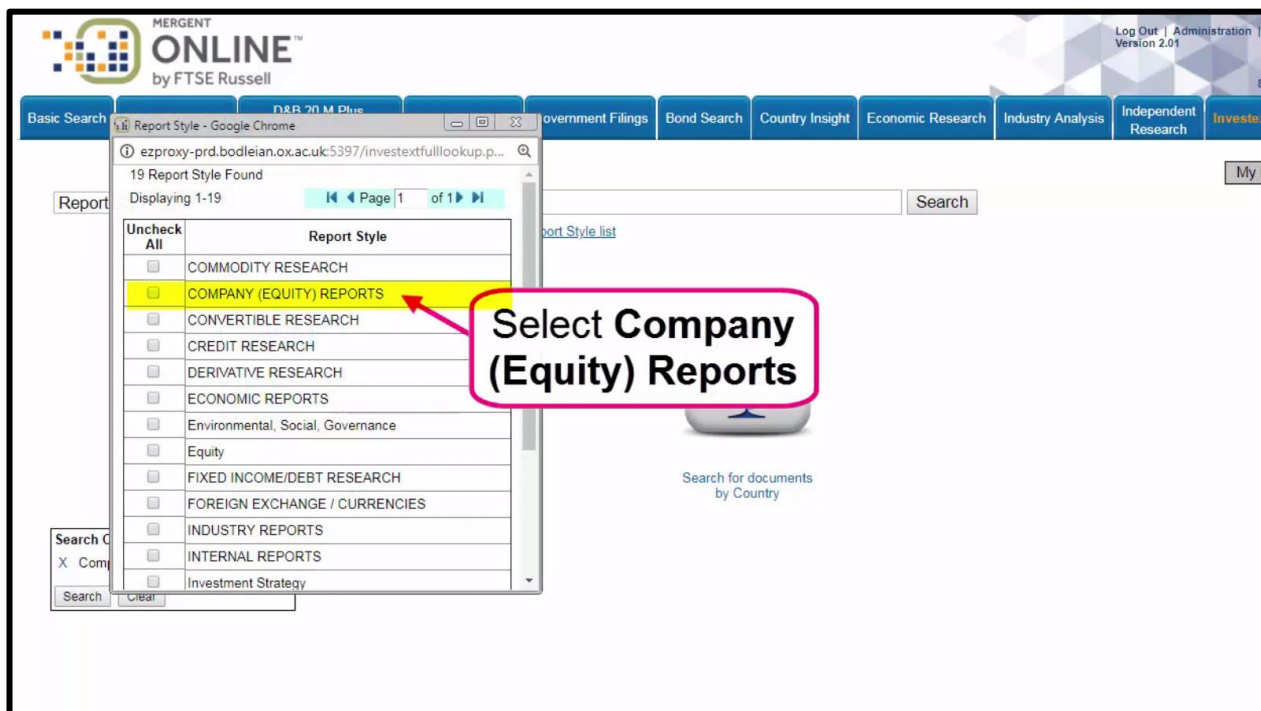 MERGENT
ONLINE™
by FTSE Russell
Log Out | Administration |
Version 2.01
Basic Search
D&B 20 M Plus
overnment Filings
Bond Search
Country Insight
Economic Research
Industry Analysis
Independent
Research
Investe
Report Style - Google Chrome
ezproxy-prd.bodleian.ox.ac.uk:5397/investextfulllookup.p...
19 Report Style Found
Displaying 1-19
Page 1 of 1
My
Report
Search
port Style list
Uncheck
All
Report Style
COMMODITY RESEARCH
COMPANY (EQUITY) REPORTS
CONVERTIBLE RESEARCH
CREDIT RESEARCH
DERIVATIVE RESEARCH
ECONOMIC REPORTS
Environmental, Social, Governance
Equity
FIXED INCOME/DEBT RESEARCH
FOREIGN EXCHANGE / CURRENCIES
INDUSTRY REPORTS
INTERNAL REPORTS
Investment Strategy
Select Company
(Equity) Reports
Search for documents
by Country
Search C
X Comp
Search Clear